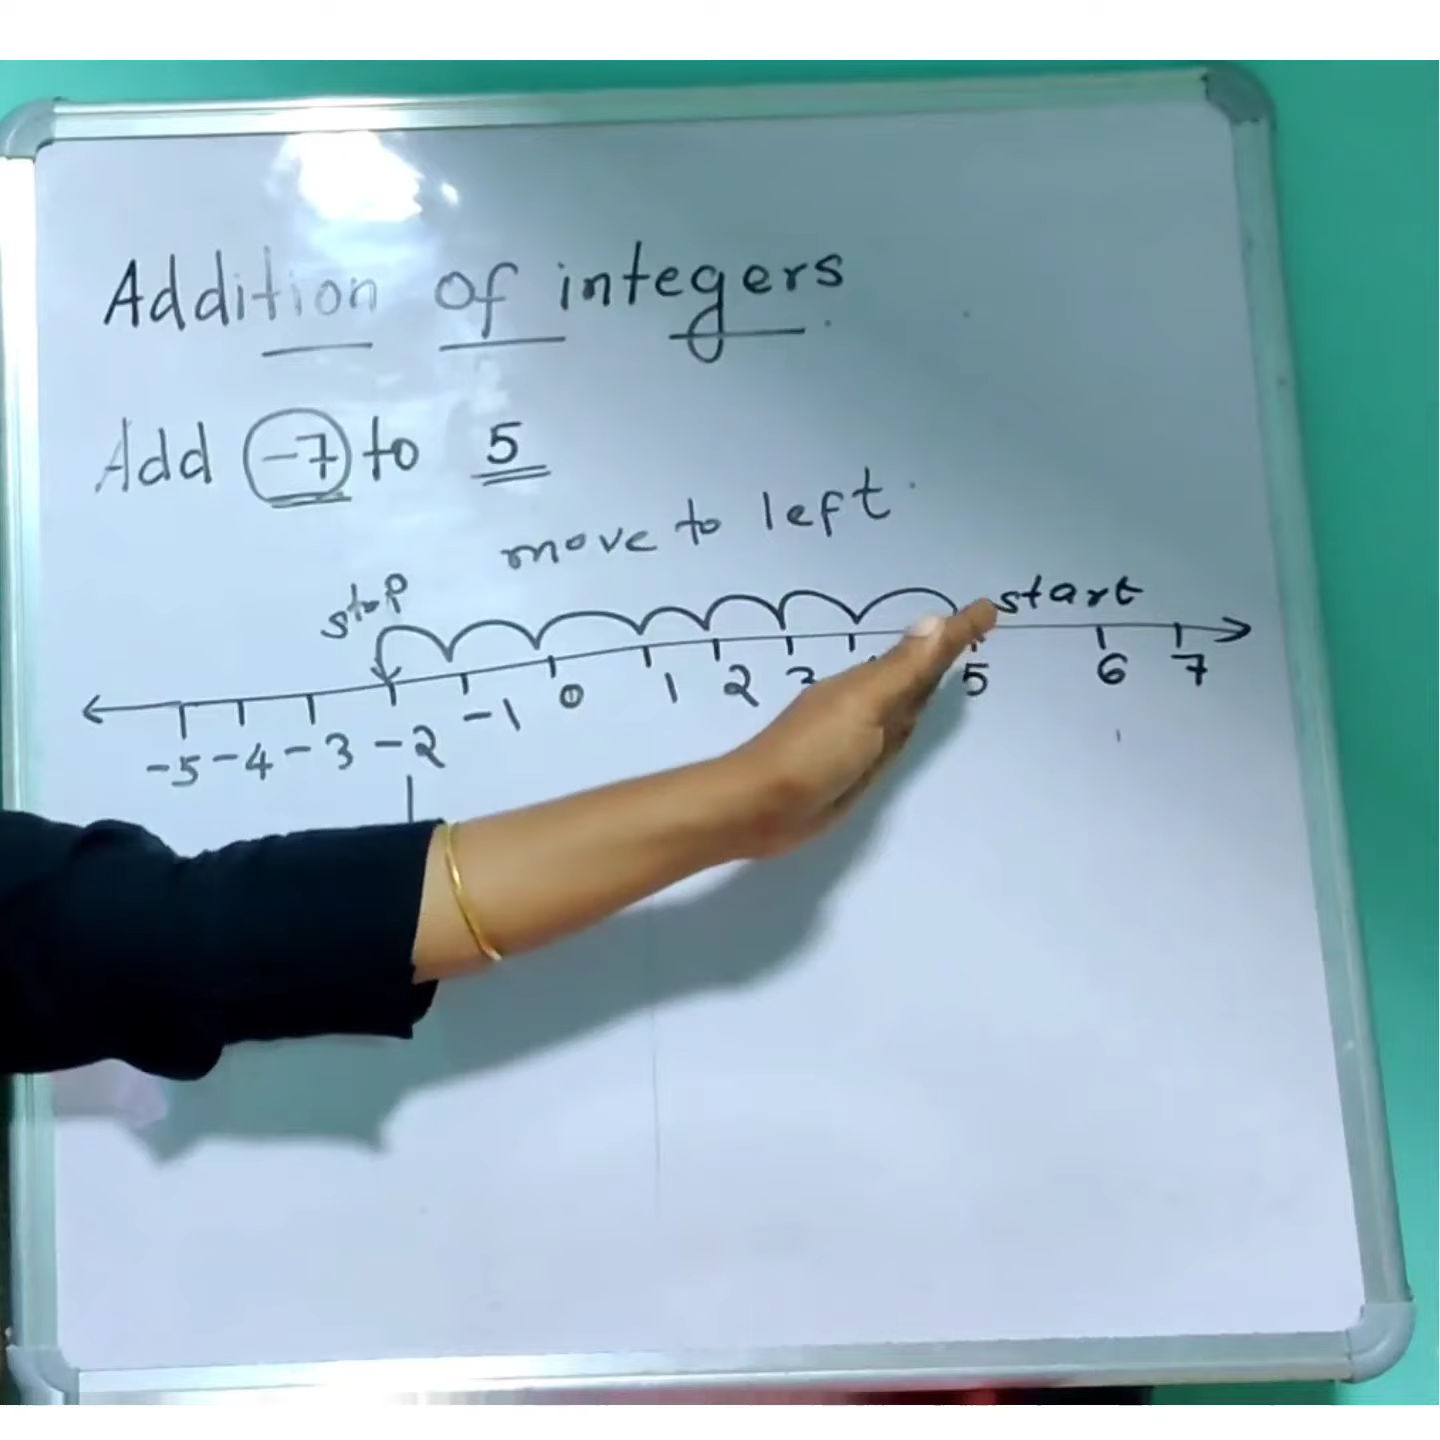 Addition of integers
Add -7 to 5
move to left
stop
start
-5 -4 -3 -2 -1 0 1 2 3 5 6 7